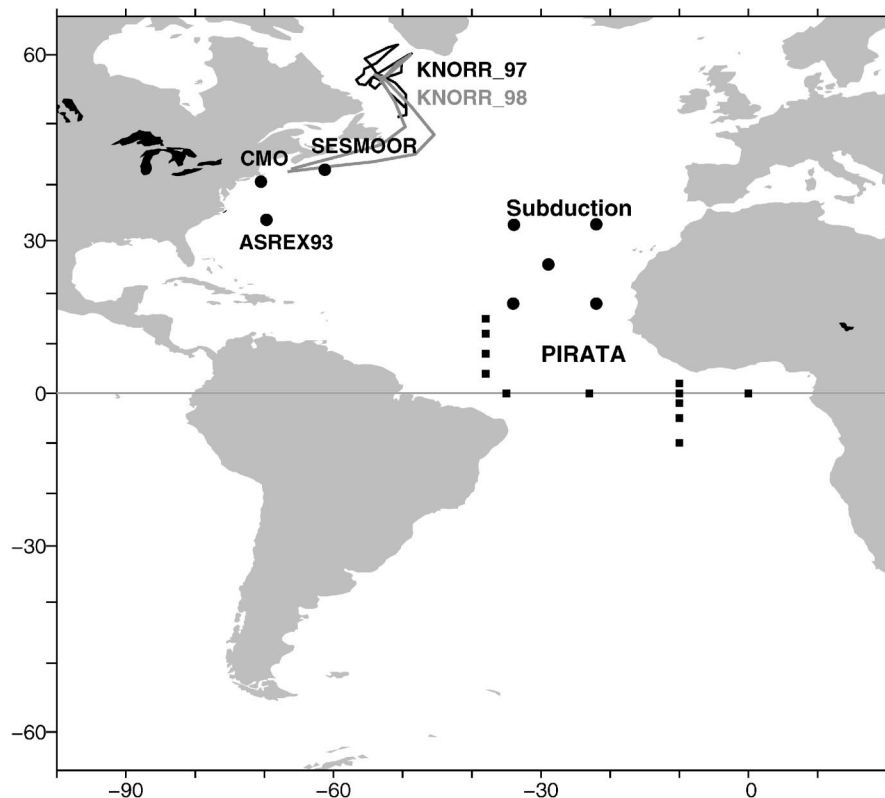 60
KNORR_97
KNORR_98
CMO
SESMOOR
Subduction
30
ASREX93
PIRATA
0
−30
−60
−90
−60
−30
0